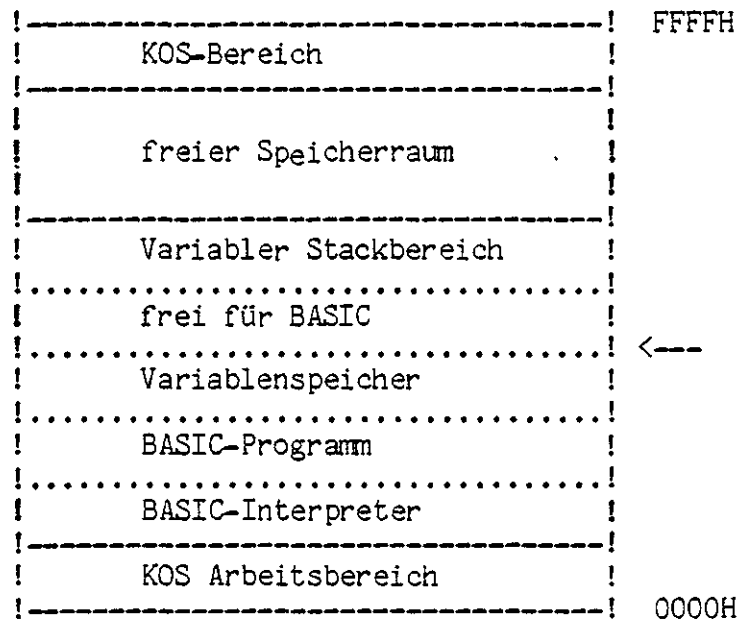 !-----------------------------------! FFFFH
! KOS-Bereich !
!-----------------------------------!
! !
! freier Speicherraum !
! !
!-----------------------------------!
! Variabler Stackbereich !
!...................................!
! frei für BASIC !
!...................................! <---
! Variablenspeicher !
!...................................!
! BASIC-Programm !
!...................................!
! BASIC-Interpreter !
!-----------------------------------!
! KOS Arbeitsbereich !
!-----------------------------------! 0000H